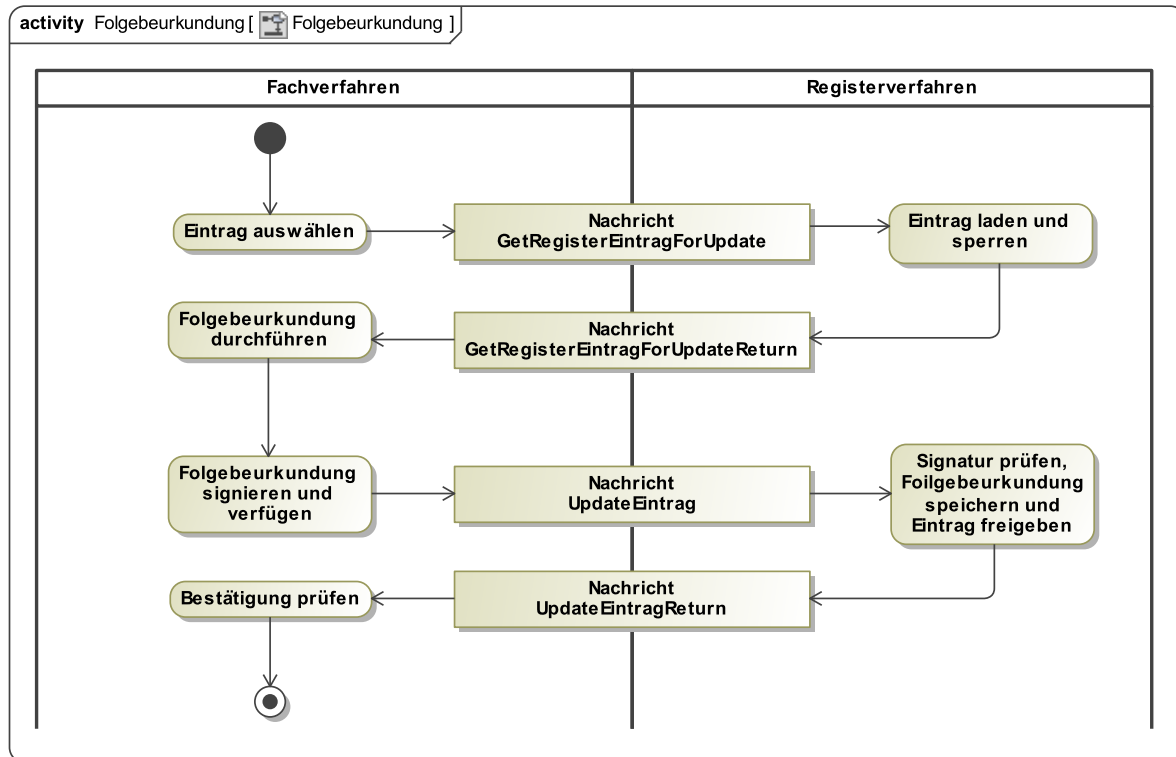 activity Folgebeurkundung [ Folgebeurkundung ]
Fachverfahren
Registerverfahren
Eintrag auswählen
Nachricht
GetRegisterEintragForUpdate
Eintrag laden und
sperren
Folgebeurkundung
durchführen
Nachricht
GetRegisterEintragForUpdateReturn
Folgebeurkundung
signieren und
verfügen
Nachricht
UpdateEintrag
Signatur prüfen,
Foilgebeurkundung
speichern und
Eintrag freigeben
Bestätigung prüfen
Nachricht
UpdateEintragReturn